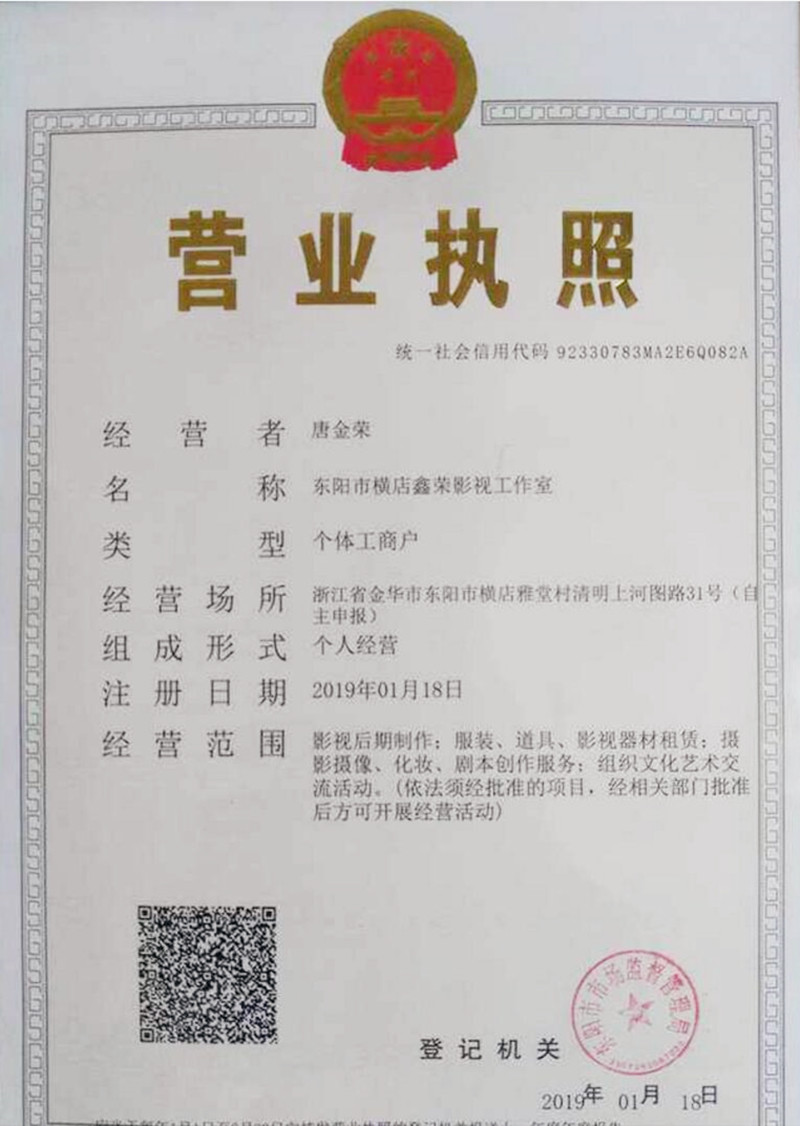 营业执照
统一社会信用代码 92330783MA2E6Q082A
经营者 唐金荣
名称 东阳市横店鑫荣影视工作室
类型 个体工商户
经营场所 浙江省金华市东阳市横店雅堂村清明上河图路31号（自
主申报）
组成形式 个人经营
注册日期 2019年01月18日
经营范围 影视后期制作；服装、道具、影视器材租赁；摄
影摄像、化妆、剧本创作服务；组织文化艺术交
流活动。(依法须经批准的项目，经相关部门批准
后方可开展经营活动)
东阳市市场监督管理局
登记机关
2019年 01月 18日